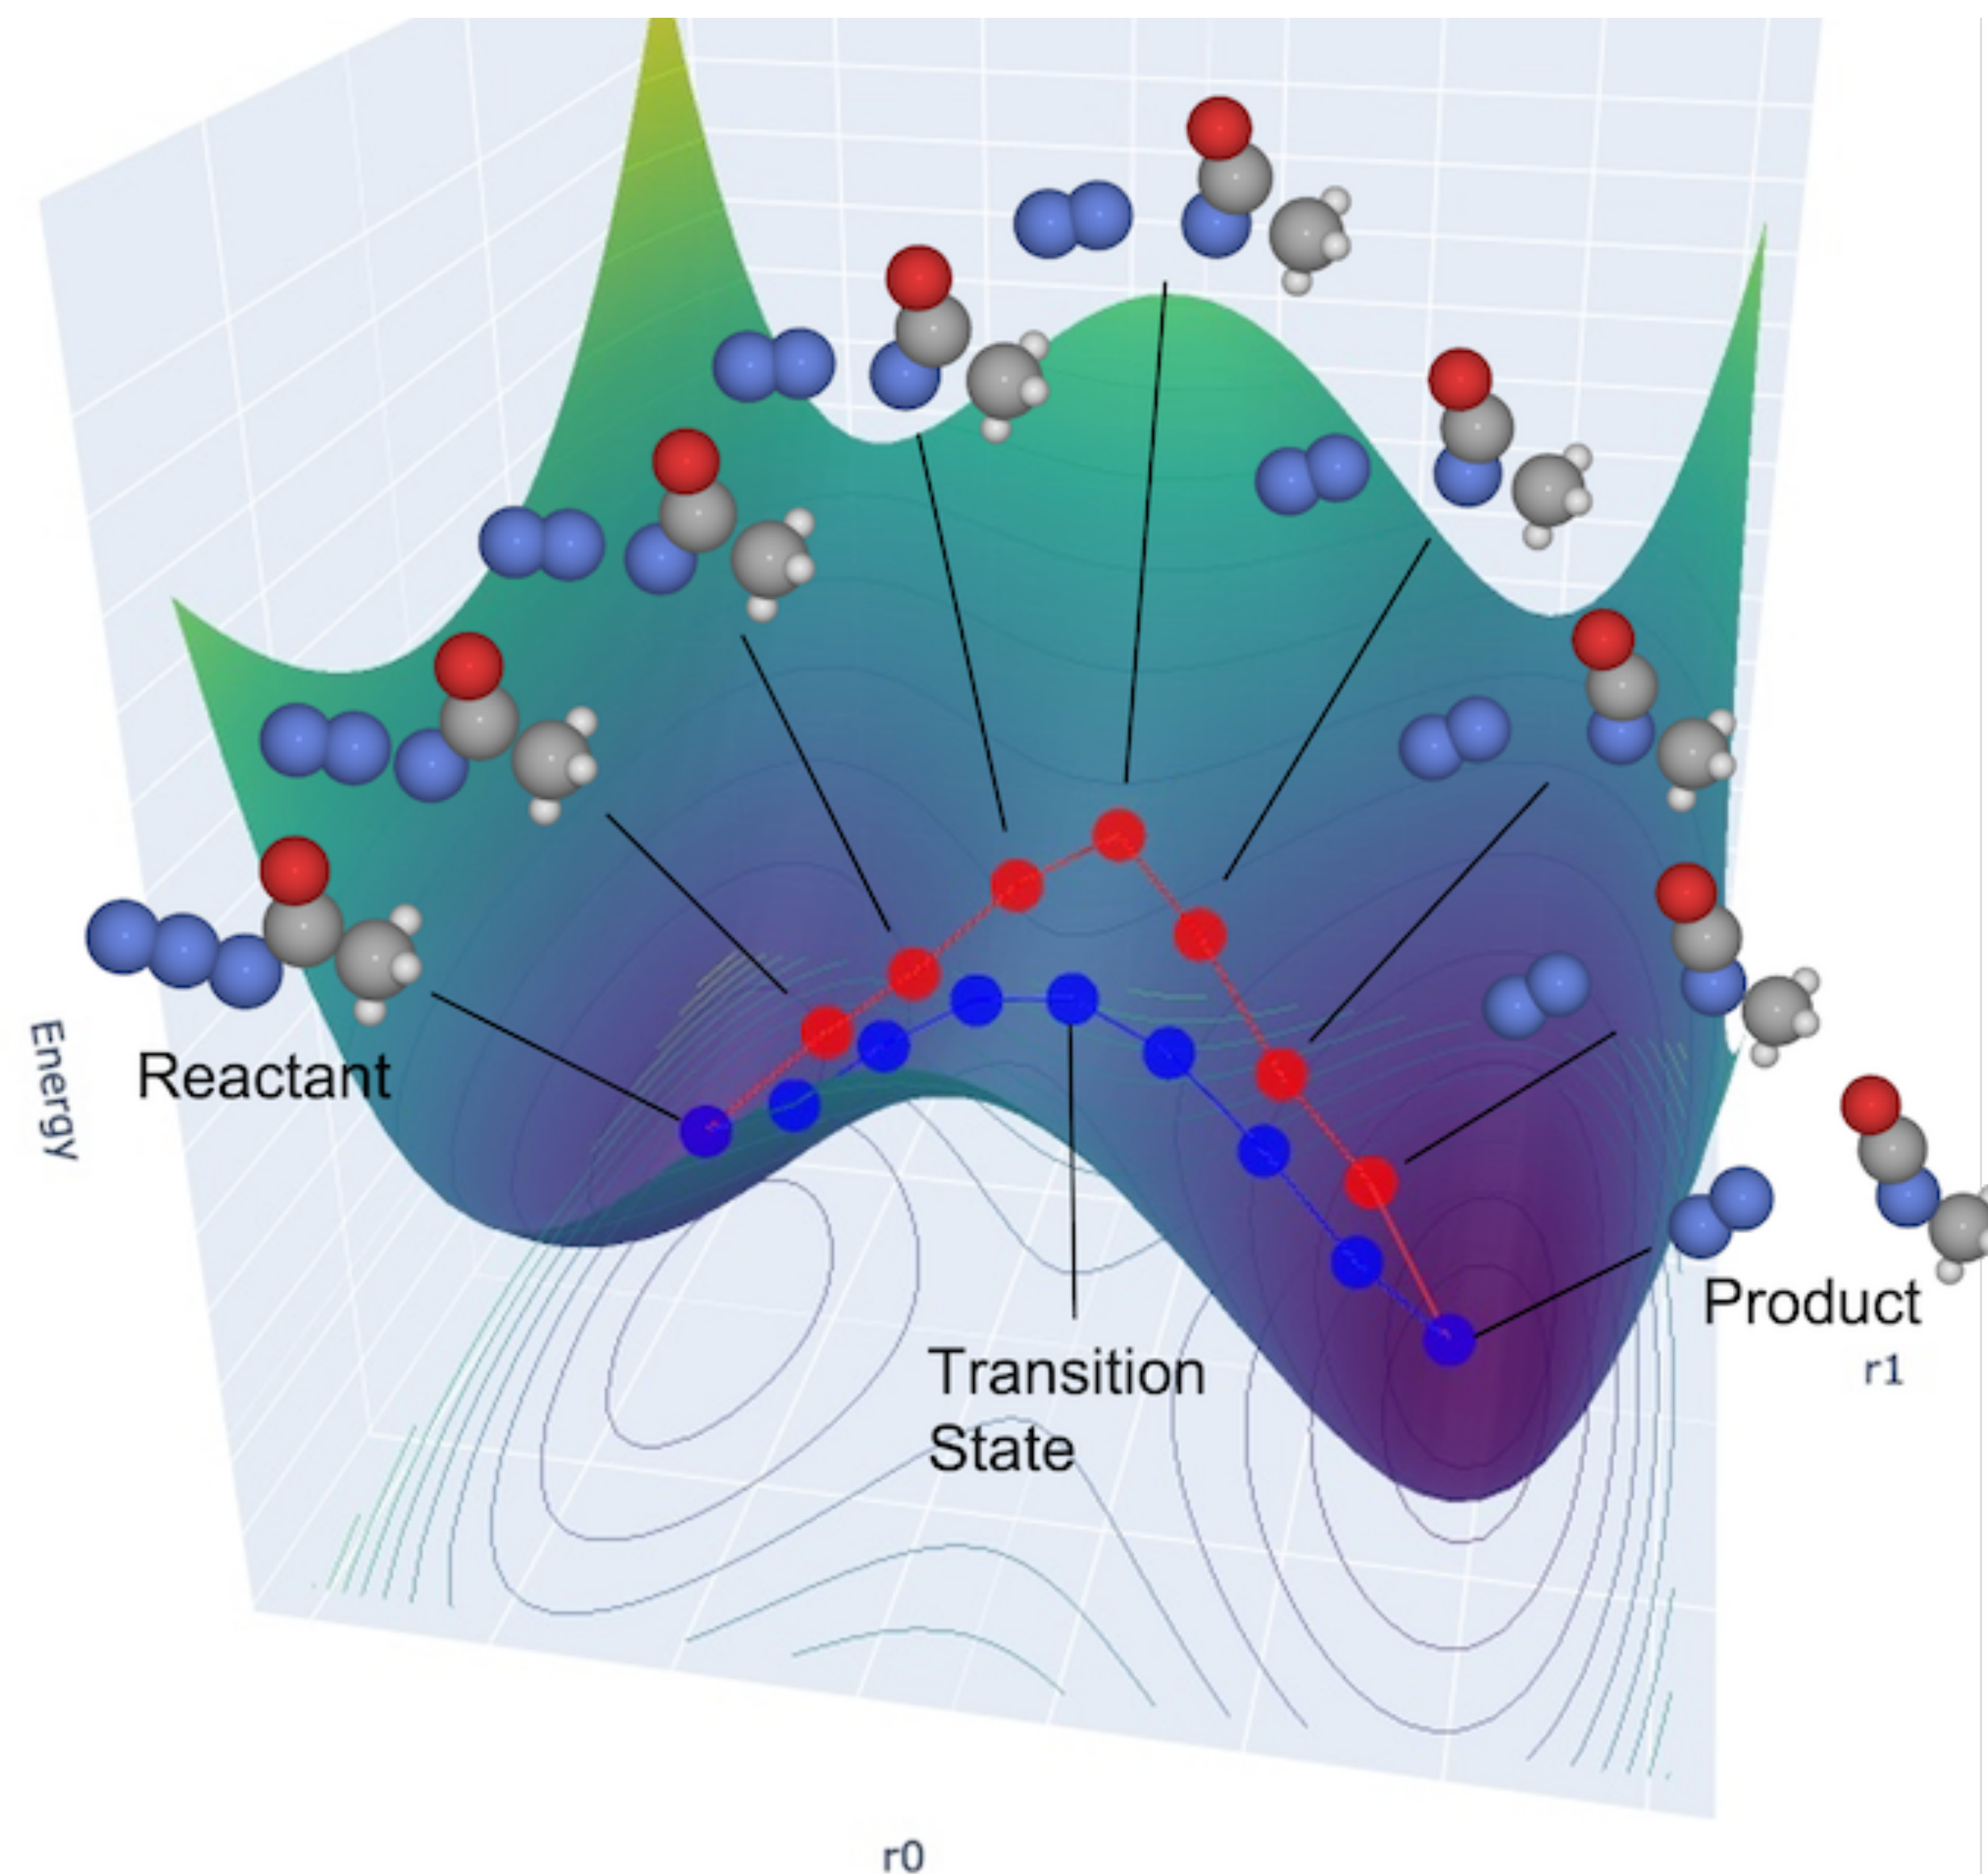 Energy
Reactant
Transition
State
Product
r1
r0